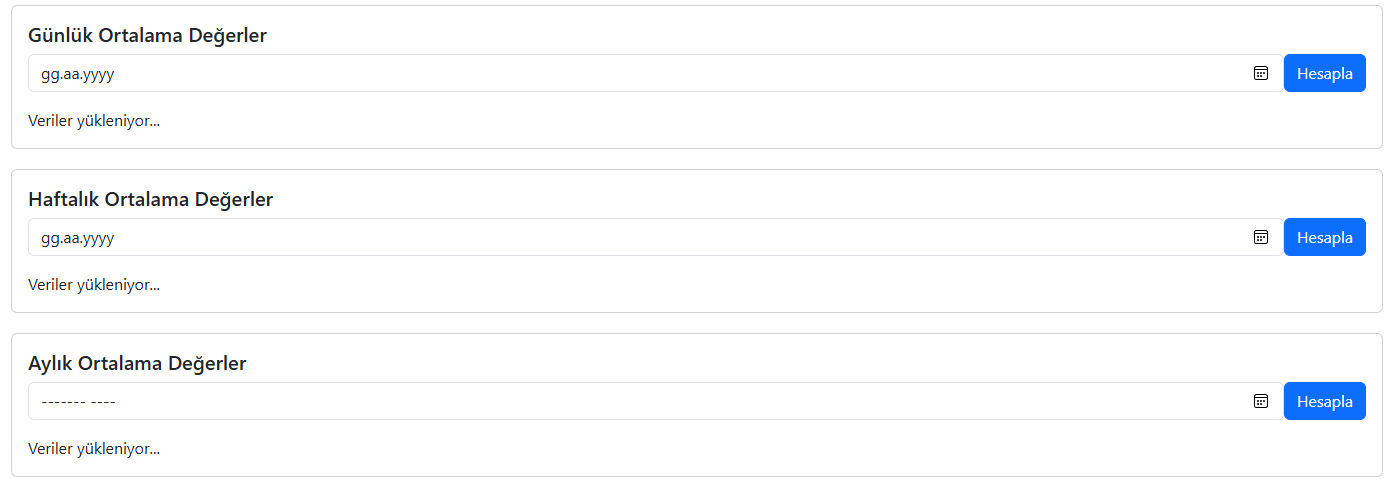 Günlük Ortalama Değerler
gg.aa.yyyy
Hesapla
Veriler yükleniyor...
Haftalık Ortalama Değerler
gg.aa.yyyy
Hesapla
Veriler yükleniyor...
Aylık Ortalama Değerler
------- ----
Hesapla
Veriler yükleniyor...